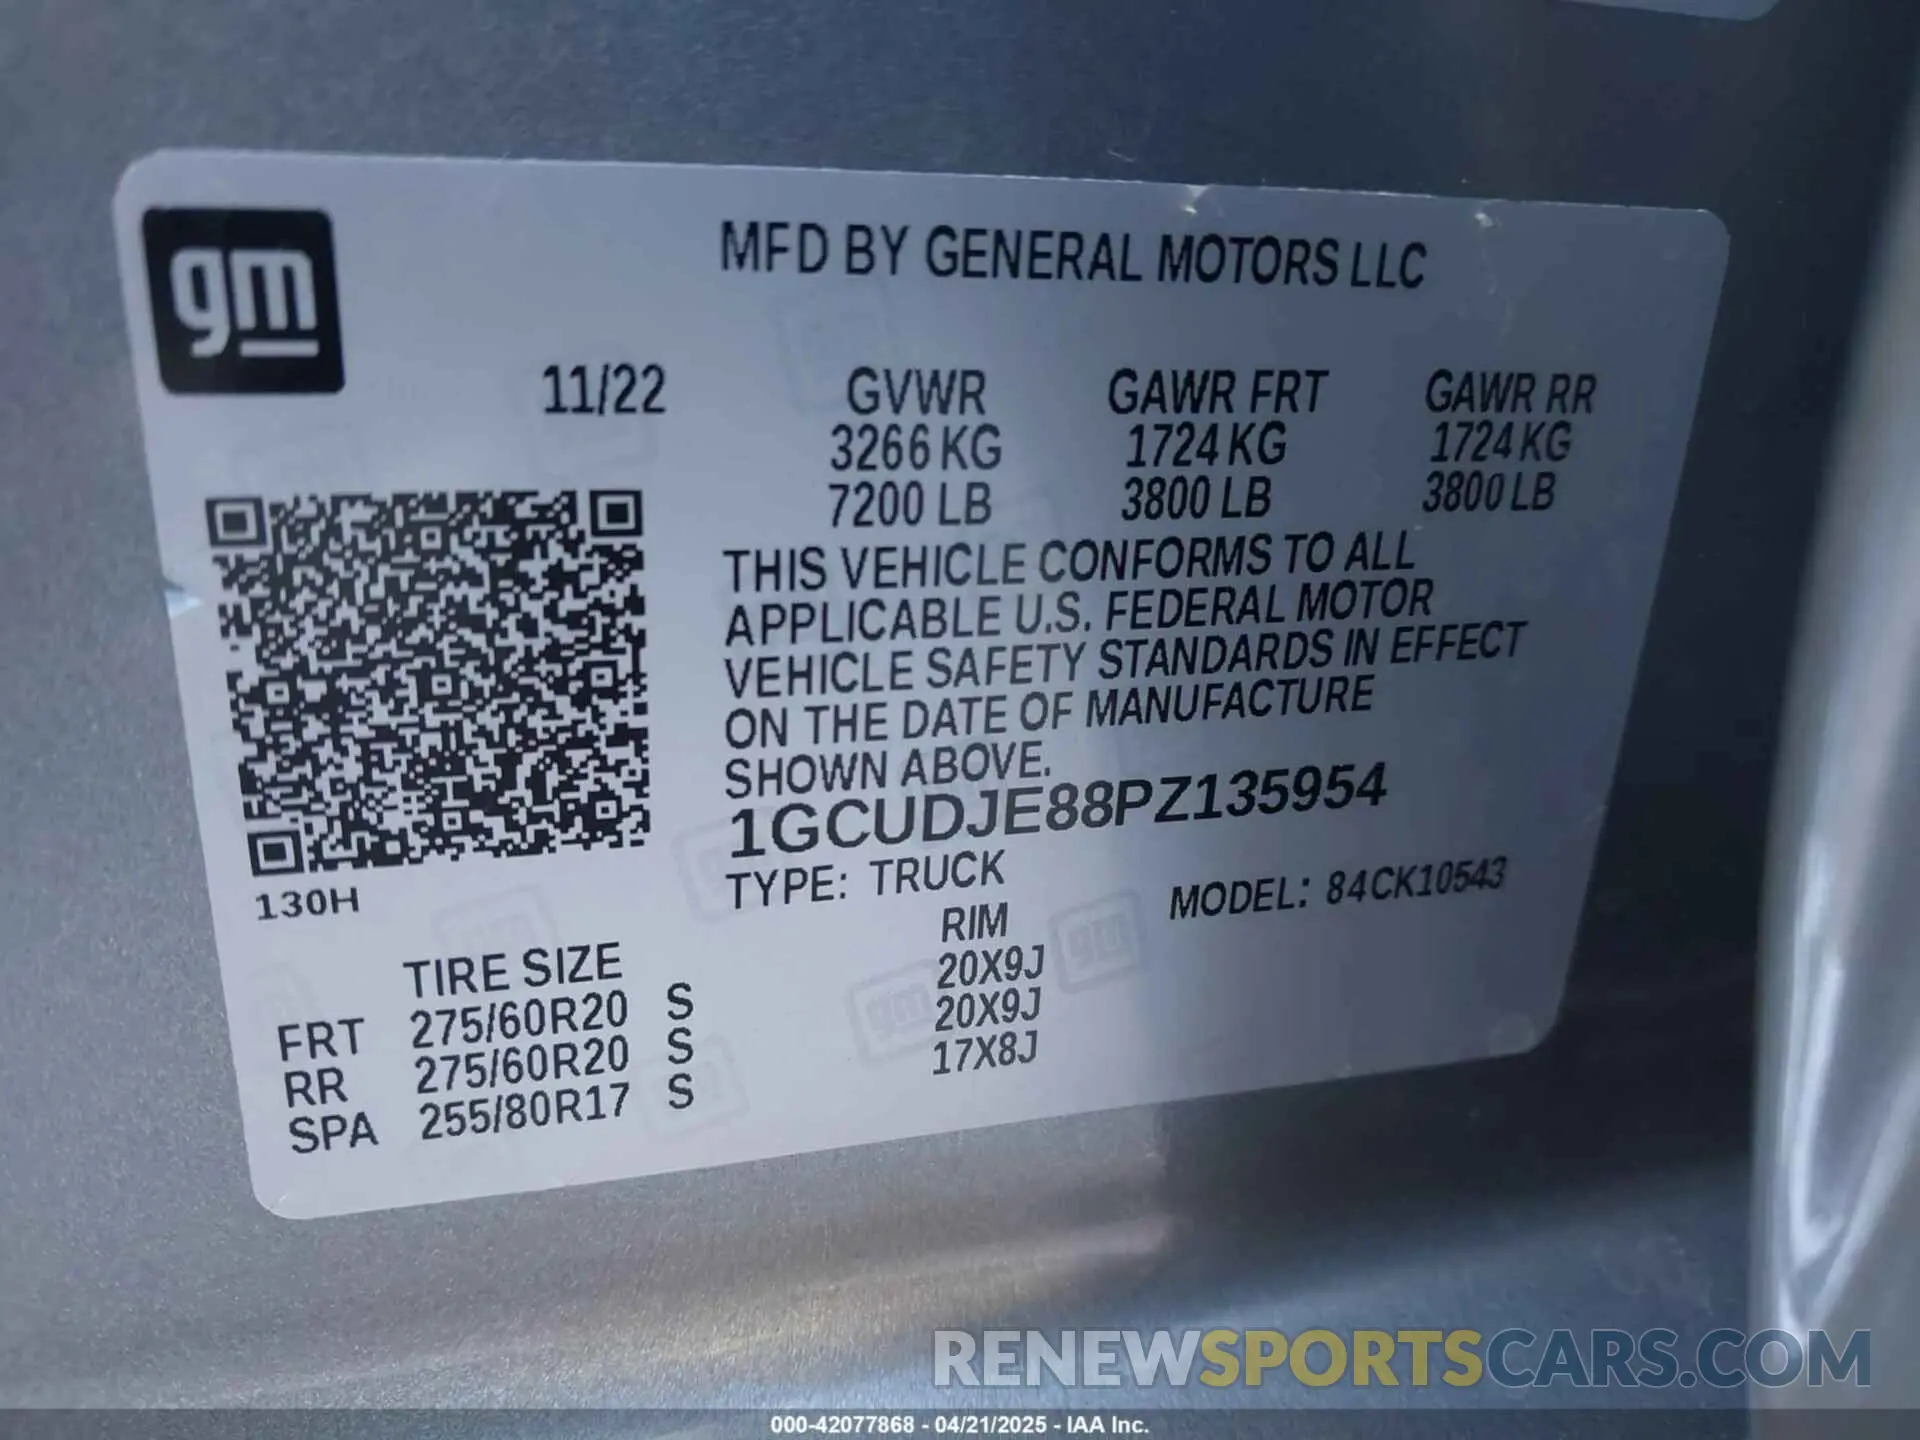 gm
MFD BY GENERAL MOTORS LLC
11/22 GVWR GAWR FRT GAWR RR
3266 KG 1724 KG 1724 KG
7200 LB 3800 LB 3800 LB
THIS VEHICLE CONFORMS TO ALL
APPLICABLE U.S. FEDERAL MOTOR
VEHICLE SAFETY STANDARDS IN EFFECT
ON THE DATE OF MANUFACTURE
SHOWN ABOVE.
1GCUDJE88PZ135954
TYPE: TRUCK MODEL: 84CK10543
130H
TIRE SIZE RIM
FRT 275/60R20 S 20X9J
RR 275/60R20 S 20X9J
SPA 255/80R17 S 17X8J
RENEWSPORTSCARS.COM
000-42077868 - 04/21/2025 - IAA Inc.